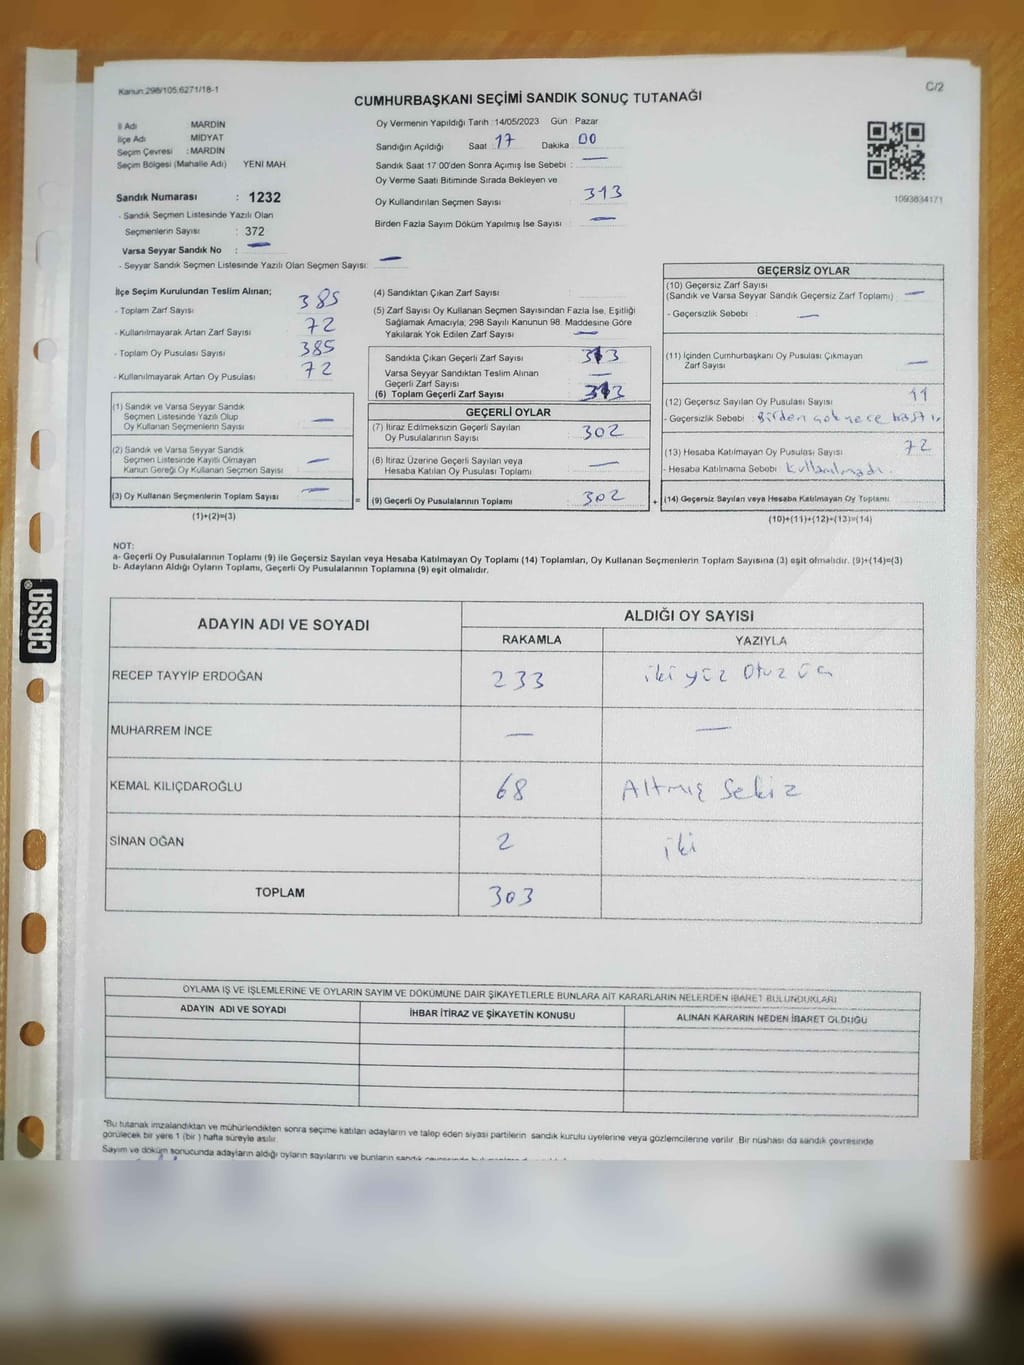 Kanun:298/105;6271/18-1
C/2
CUMHURBAŞKANI SEÇİMİ SANDIK SONUÇ TUTANAĞI
İl Adı MARDİN
İlçe Adı MİDYAT
Seçim Çevresi : MARDİN
Seçim Bölgesi (Mahalle Adı) YENI MAH
Sandık Numarası : 1232
- Sandık Seçmen Listesinde Yazılı Olan
Seçmenlerin Sayısı : 372
Varsa Seyyar Sandık No : —
- Seyyar Sandık Seçmen Listesinde Yazılı Olan Seçmen Sayısı: —
Oy Vermenin Yapıldığı Tarih :14/05/2023 Gün : Pazar
Sandığın Açıldığı Saat : 17 Dakika : 00
Sandık Saat 17:00'den Sonra Açımış İse Sebebi : —
Oy Verme Saati Bitiminde Sırada Bekleyen ve
Oy Kullandırılan Seçmen Sayısı : 313
Birden Fazla Sayım Döküm Yapılmış İse Sayısı : —
1093634171
İlçe Seçim Kurulundan Teslim Alınan;
- Toplam Zarf Sayısı 385
- Kullanılmayarak Artan Zarf Sayısı 72
- Toplam Oy Pusulası Sayısı 385
- Kullanılmayarak Artan Oy Pusulası 72
(1) Sandık ve Varsa Seyyar Sandık
Seçmen Listesinde Yazılı Olup
Oy Kullanan Seçmenlerin Sayısı —
(2) Sandık ve Varsa Seyyar Sandık
Seçmen Listesinde Kayıtlı Olmayan
Kanun Gereği Oy Kullanan Seçmen Sayısı —
(3) Oy Kullanan Seçmenlerin Toplam Sayısı —
(1)+(2)=(3)
(4) Sandıktan Çıkan Zarf Sayısı :
(5) Zarf Sayısı Oy Kullanan Seçmen Sayısından Fazla İse, Eşitliği
Sağlamak Amacıyla; 298 Sayılı Kanunun 98. Maddesine Göre
Yakılarak Yok Edilen Zarf Sayısı : —
Sandıkta Çıkan Geçerli Zarf Sayısı 313
Varsa Seyyar Sandıktan Teslim Alınan
Geçerli Zarf Sayısı —
(6) Toplam Geçerli Zarf Sayısı 313
GEÇERLİ OYLAR
(7) İtiraz Edilmeksizin Geçerli Sayılan
Oy Pusulalarının Sayısı : 302
(8) İtiraz Üzerine Geçerli Sayılan veya
Hesaba Katılan Oy Pusulası Toplamı —
= (9) Geçerli Oy Pusulalarının Toplamı : 302 +
GEÇERSİZ OYLAR
(10) Geçersiz Zarf Sayısı
(Sandık ve Varsa Seyyar Sandık Geçersiz Zarf Toplamı) —
- Geçersizlik Sebebi : —
(11) İçinden Cumhurbaşkanı Oy Pusulası Çıkmayan
Zarf Sayısı —
(12) Geçersiz Sayılan Oy Pusulası Sayısı 11
- Geçersizlik Sebebi : Birden çok
(13) Hesaba Katılmayan Oy Pusulası Sayısı 72
- Hesaba Katılmama Sebebi : Kullanılmadı.
(14) Geçersiz Sayılan veya Hesaba Katılmayan Oy Toplamı
(10)+(11)+(12)+(13)=(14)
NOT:
a- Geçerli Oy Pusulalarının Toplamı (9) ile Geçersiz Sayılan veya Hesaba Katılmayan Oy Toplamı (14) Toplamları, Oy Kullanan Seçmenlerin Toplam Sayısına (3) eşit olmalıdır. (9)+(14)=(3)
b- Adayların Aldığı Oyların Toplamı, Geçerli Oy Pusulalarının Toplamına (9) eşit olmalıdır.
ADAYIN ADI VE SOYADI ALDIĞI OY SAYISI
RAKAMLA YAZIYLA
RECEP TAYYİP ERDOĞAN 233 iki yüz Otuz üç
MUHARREM İNCE — —
KEMAL KILIÇDAROĞLU 68 Altmış Sekiz
SİNAN OĞAN 2 iki
TOPLAM 303
OYLAMA İŞ VE İŞLEMLERİNE VE OYLARIN SAYIM VE DÖKÜMÜNE DAİR ŞİKAYETLERLE BUNLARA AİT KARARLARIN NELERDEN İBARET BULUNDUKLARI
ADAYIN ADI VE SOYADI İHBAR İTİRAZ VE ŞİKAYETİN KONUSU ALINAN KARARIN NEDEN İBARET OLDUĞU
*Bu tutanak imzalandıktan ve mühürlendikten sonra seçime katılan adayların ve talep eden siyasi partilerin sandık kurulu üyelerine veya gözlemcilerine verilir. Bir nüshası da sandık çevresinde
görülecek bir yere 1 (bir ) hafta süreyle asılır.
Sayım ve döküm sonucunda adayların aldığı oyların sayılarını ve bunların
CASSA®